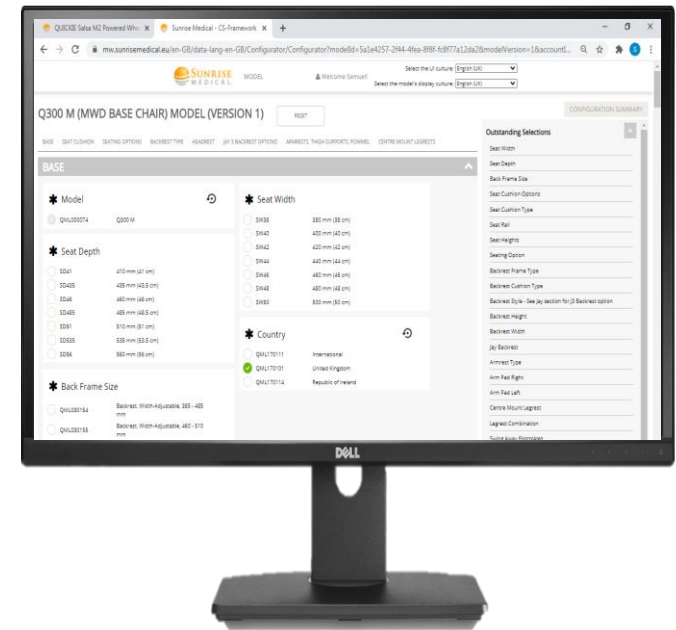 QUICKIE Salsa M2 Powered Whe
Sunrise Medical - CS-Framework
mw.sunrisemedical.eu/en-GB/data-lang-en-GB/Configurator/Configurator?modelId=5a1e4257-2f44-4fea-8f8f-fc8f77a12da2&modelVersion=1&accountI...
SUNRISE MEDICAL
MODEL
Welcome Samuel!
Select the UI culture: English (UK)
Select the model's display culture: English (UK)
Q300 M (MWD BASE CHAIR) MODEL (VERSION 1)
RESET
CONFIGURATION SUMMARY
BASE SEAT CUSHION SEATING OPTIONS BACKREST TYPE HEADREST JAY 3 BACKREST OPTIONS ARMRESTS, THIGH SUPPORTS, POMMEL CENTRE MOUNT LEGRESTS
BASE
Model
QML030074 Q300 M
Seat Depth
SD41 410 mm (41 cm)
SD435 435 mm (43.5 cm)
SD46 460 mm (46 cm)
SD485 485 mm (48.5 cm)
SD51 510 mm (51 cm)
SD535 535 mm (53.5 cm)
SD56 560 mm (56 cm)
Back Frame Size
QML030154 Backrest, Width-Adjustable, 385 - 405 mm
QML030155 Backrest, Width-Adjustable, 460 - 510 mm
Seat Width
SW38 380 mm (38 cm)
SW40 400 mm (40 cm)
SW42 420 mm (42 cm)
SW44 440 mm (44 cm)
SW46 460 mm (46 cm)
SW48 480 mm (48 cm)
SW50 500 mm (50 cm)
Country
QML170111 International
QML170101 United Kingdom
QML170114 Republic of Ireland
Outstanding Selections
Seat Width
Seat Depth
Back Frame Size
Seat Cushion Options
Seat Cushion Type
Seat Rail
Seat Heights
Seating Option
Backrest Frame Type
Backrest Cushion Type
Backrest Style - See Jay section for J3 Backrest option
Backrest Height
Backrest Width
Jay Backrest
Armrest Type
Arm Pad Right
Arm Pad Left
Centre Mount Legrest
Legrest Combination
Swing Away Footplates
DELL